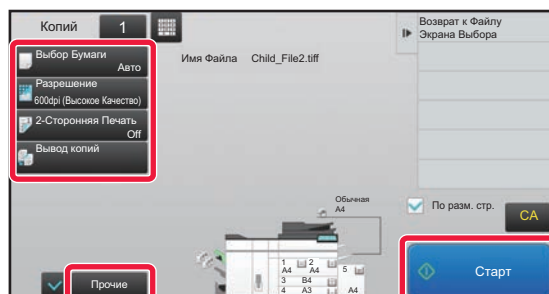 Копий 1
Возврат к Файлу
Экрана Выбора
Выбор Бумаги
Авто
Имя Файла Child_File2.tiff
Разрешение
600dpi (Высокое Качество)
2-Сторонняя Печать
Off
Вывод копий
Обычная
A4
По разм. стр.
CA
1 2
A4 A4 5
3 B4
4 A3 A4
Прочие
Старт